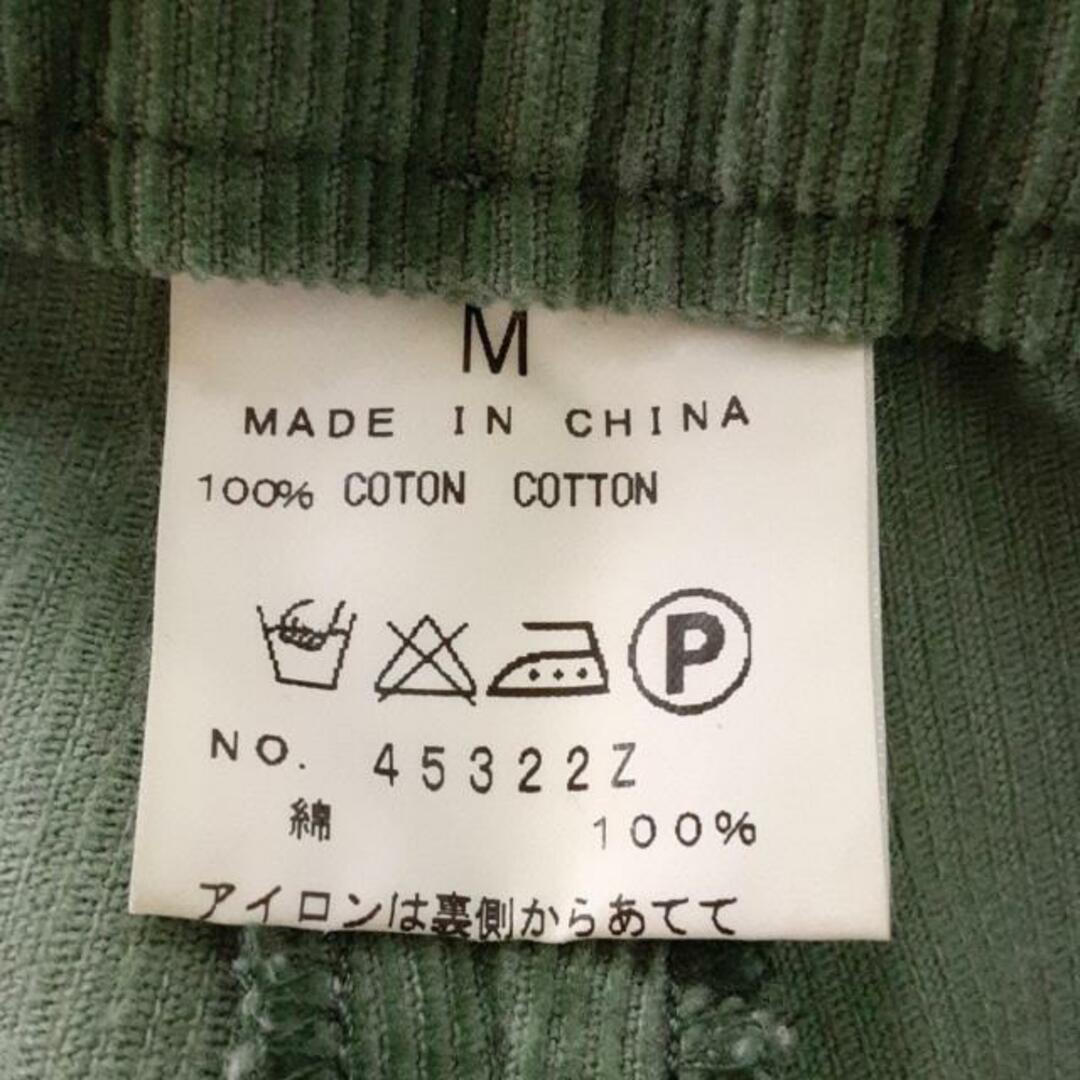 M
MADE IN CHINA
100% COTON COTTON
P
NO. 45322Z
綿 100%
アイロンは裏側からあてて